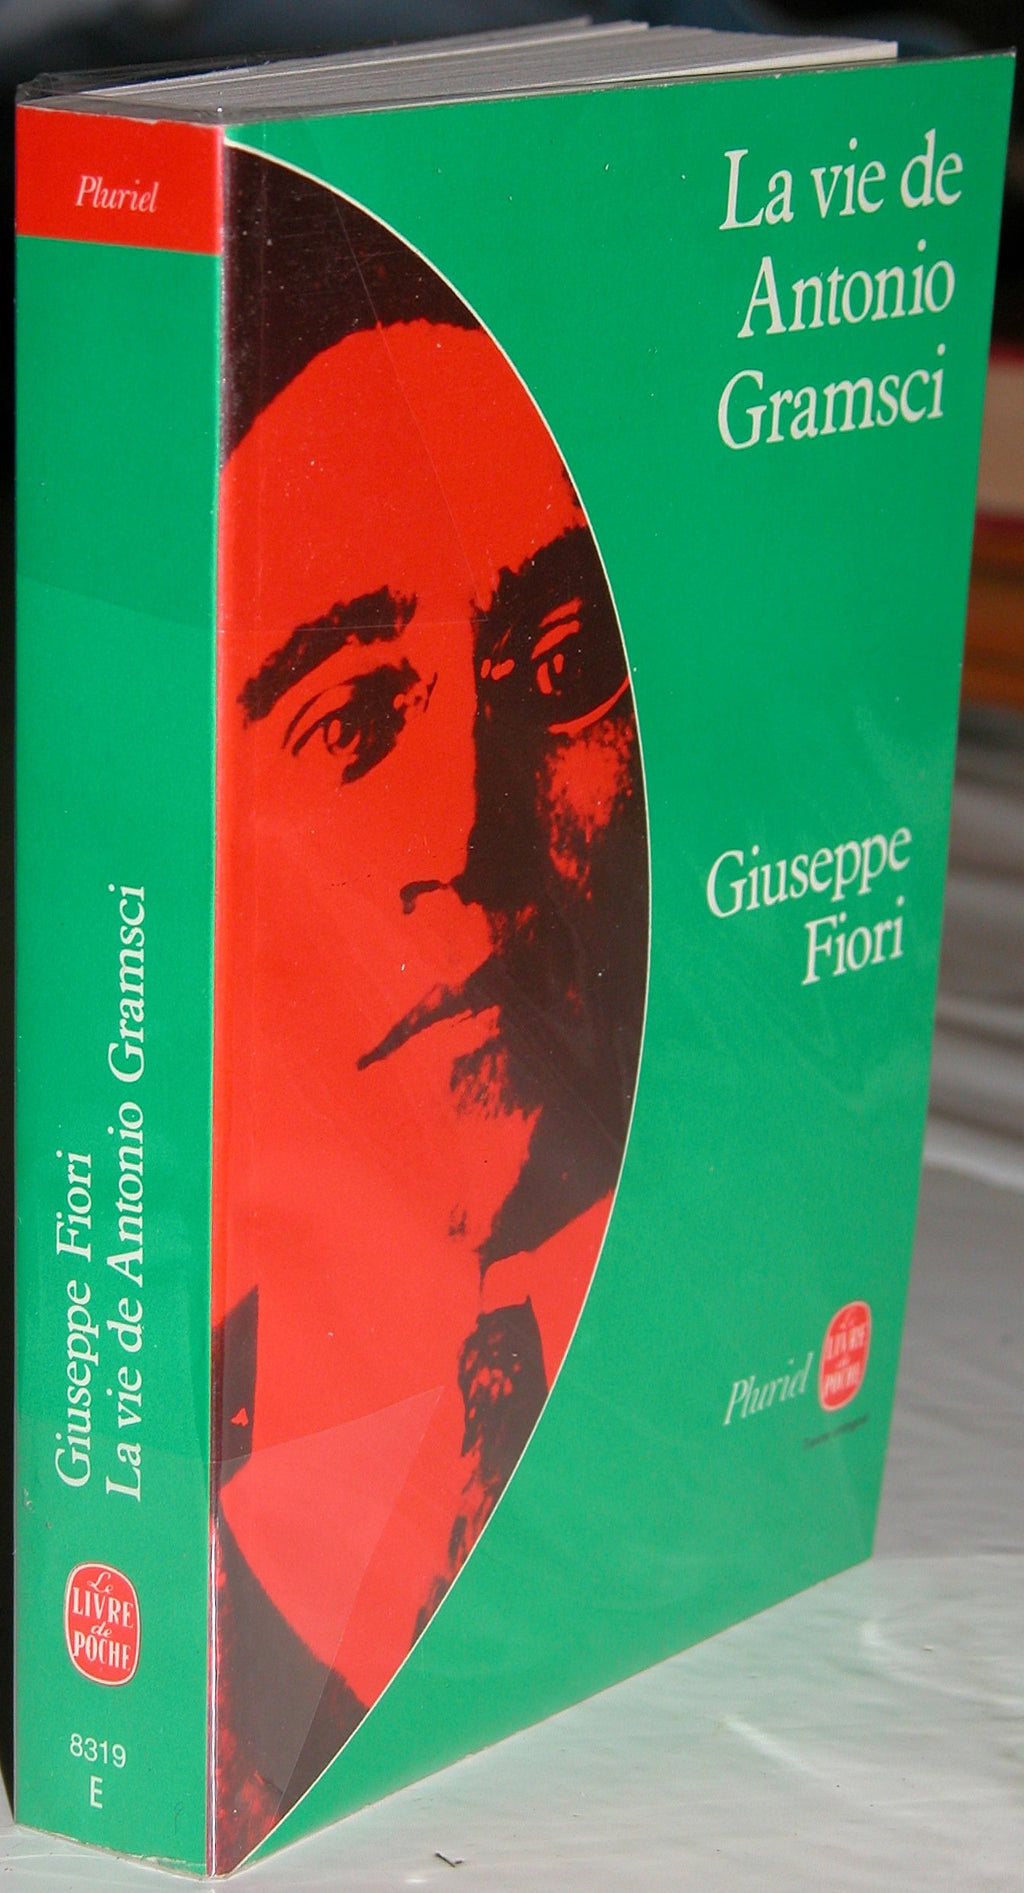 Pluriel
Giuseppe Fiori
La vie de Antonio Gramsci
Le
LIVRE
de
POCHE
8319
E
La vie de
Antonio
Gramsci
Giuseppe
Fiori
Pluriel
Le
LIVRE
de
POCHE